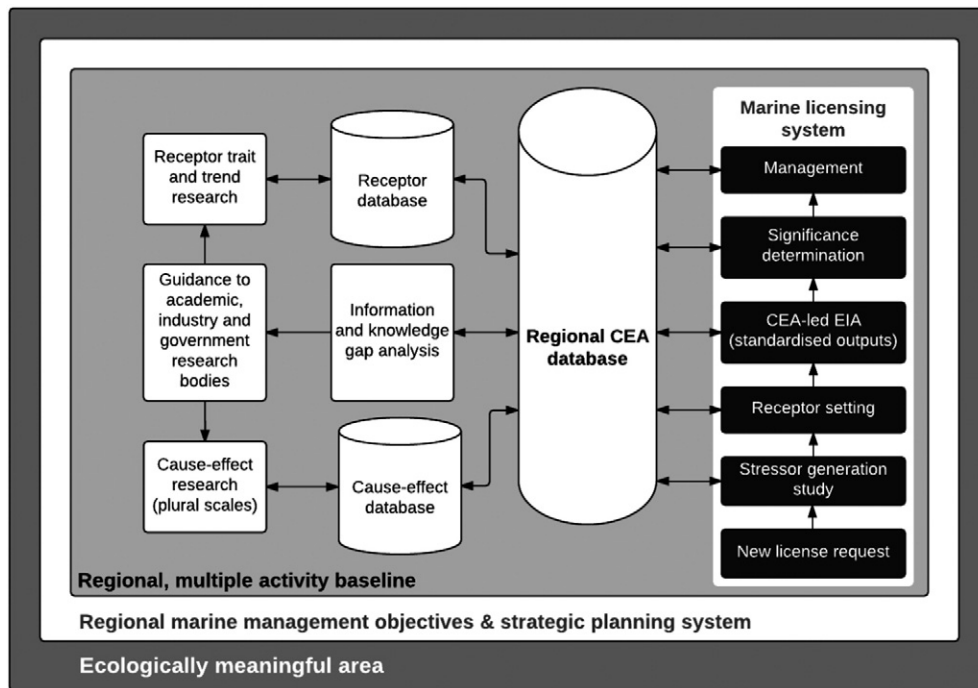 Receptor trait
and trend
research
Receptor
database
Guidance to
academic,
industry and
government
research
bodies
Information
and knowledge
gap analysis
Cause-effect
research
(plural scales)
Cause-effect
database
Regional CEA
database
Marine licensing
system
Management
Significance
determination
CEA-led EIA
(standardised outputs)
Receptor setting
Stressor generation
study
New license request
Regional, multiple activity baseline
Regional marine management objectives & strategic planning system
Ecologically meaningful area